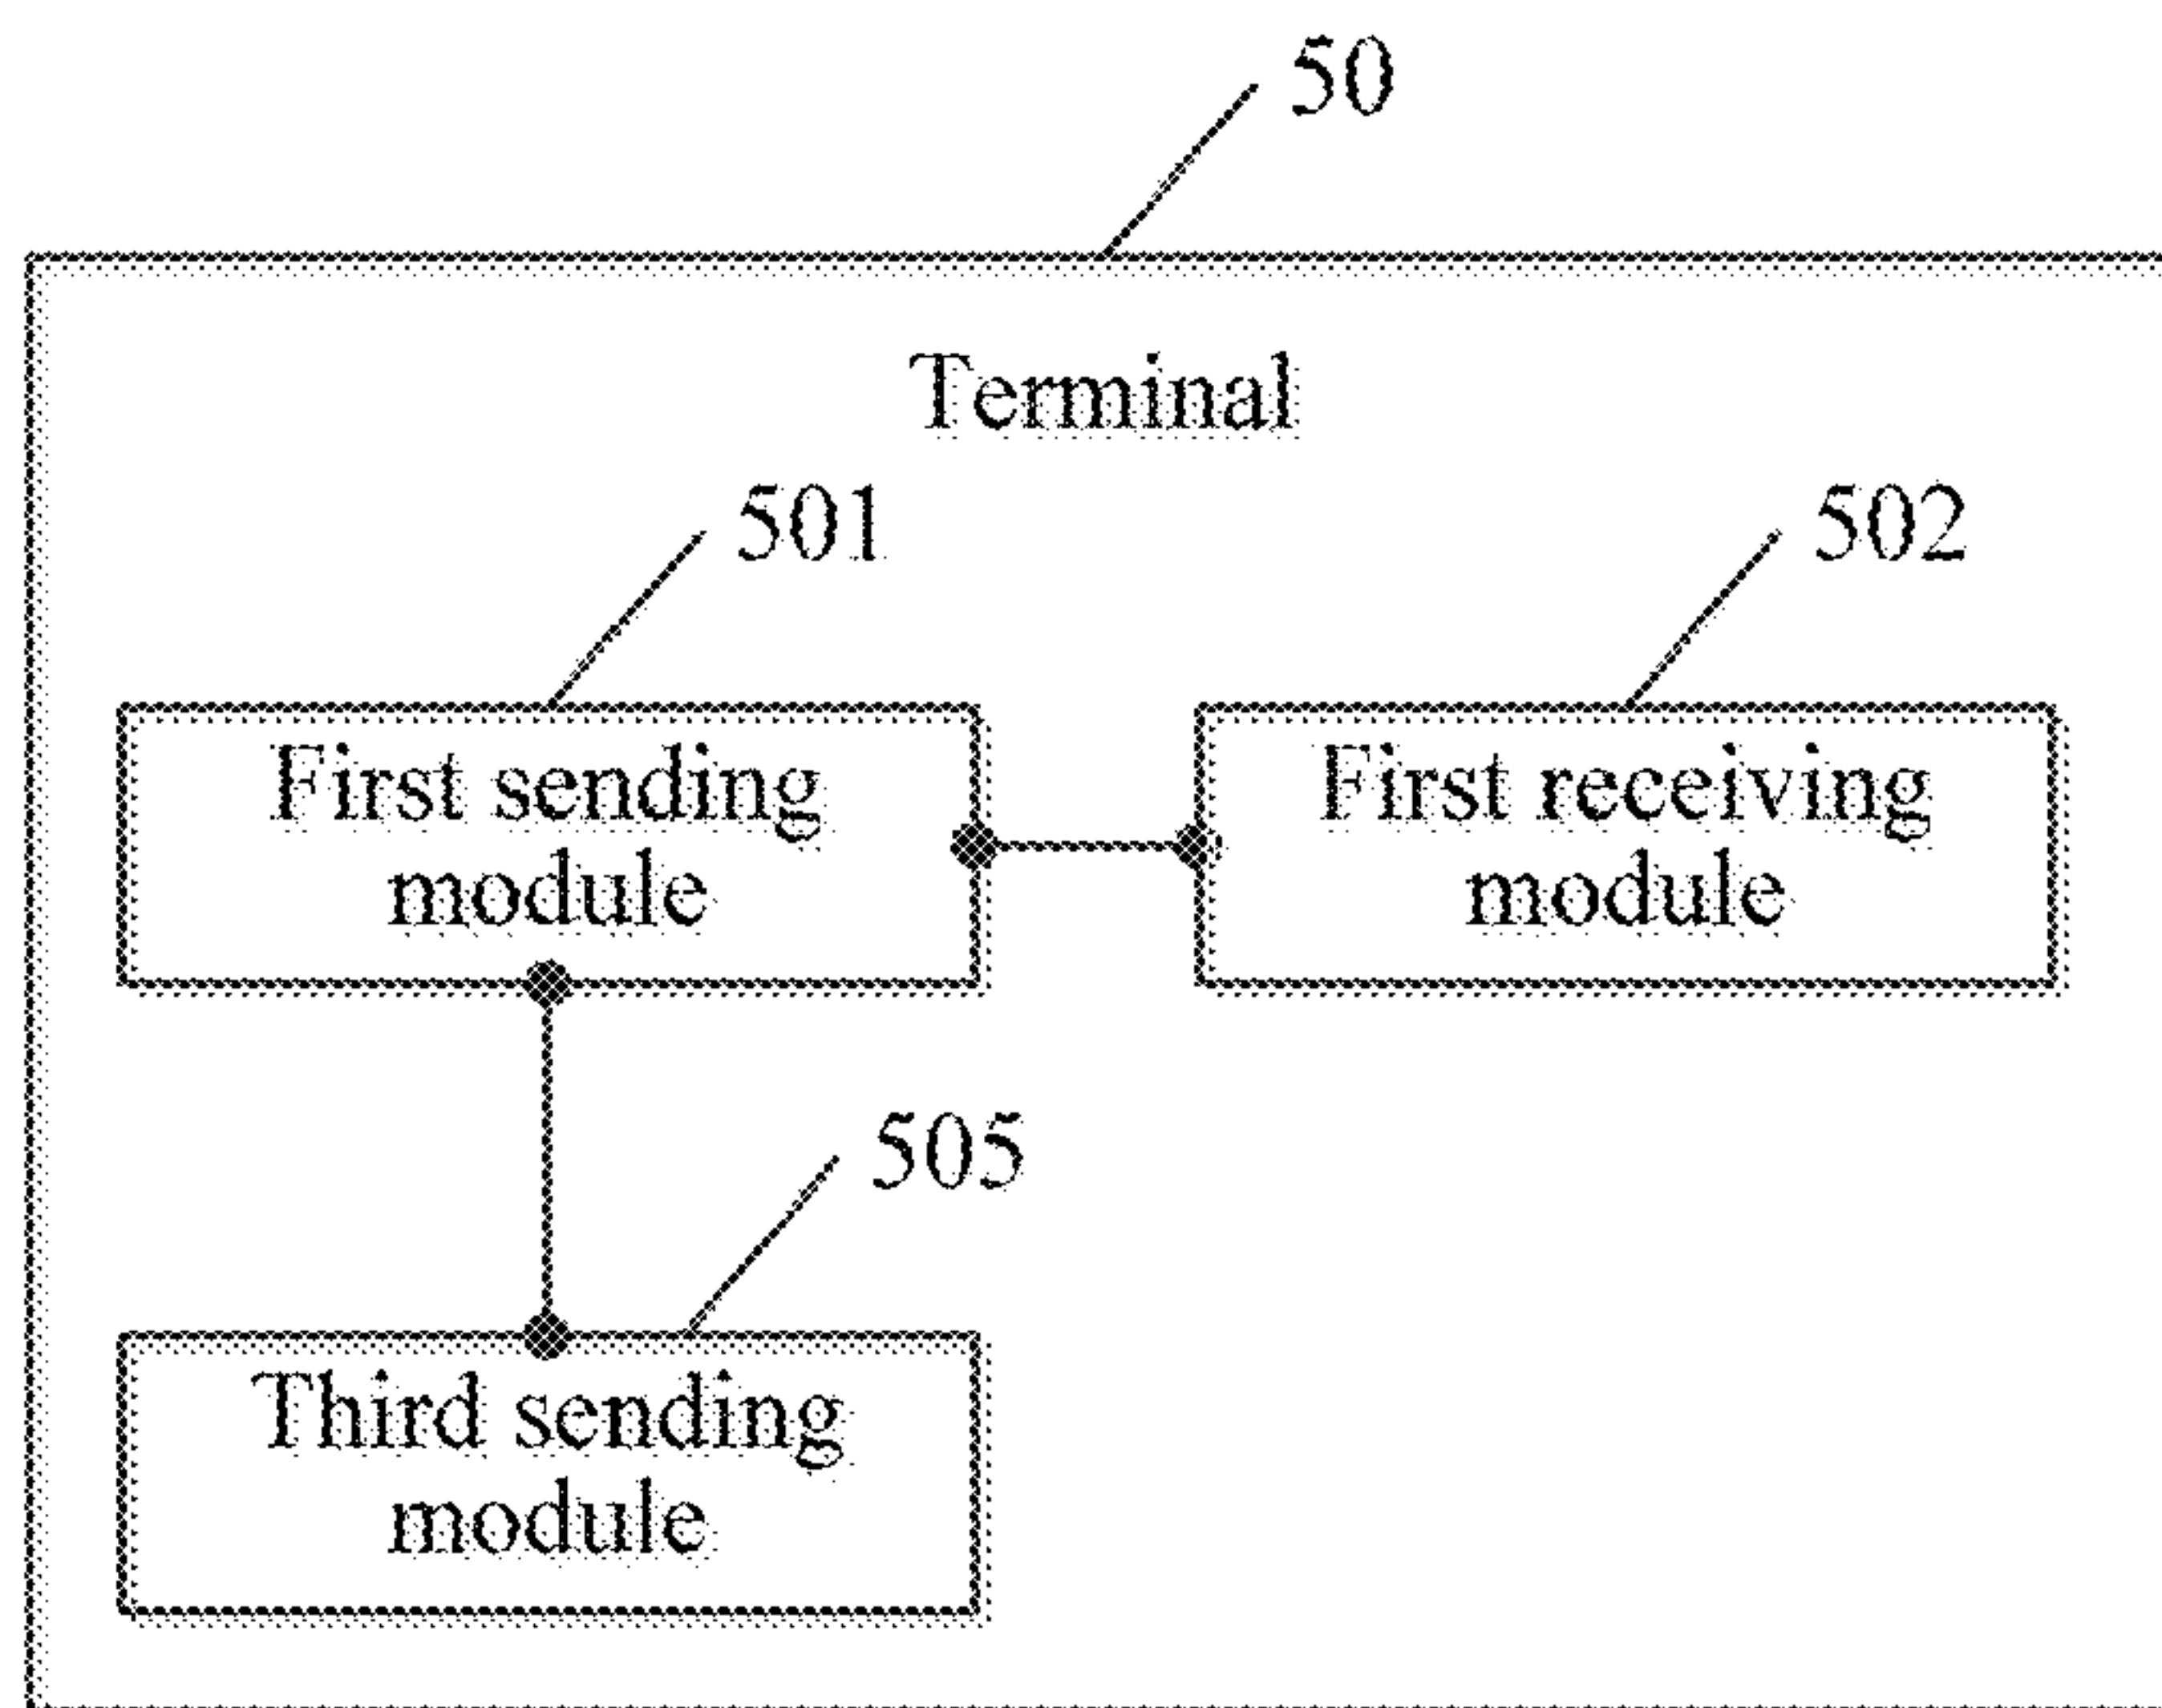 50
Terminal
501
502
First sending
module
First receiving
module
505
Third sending
module